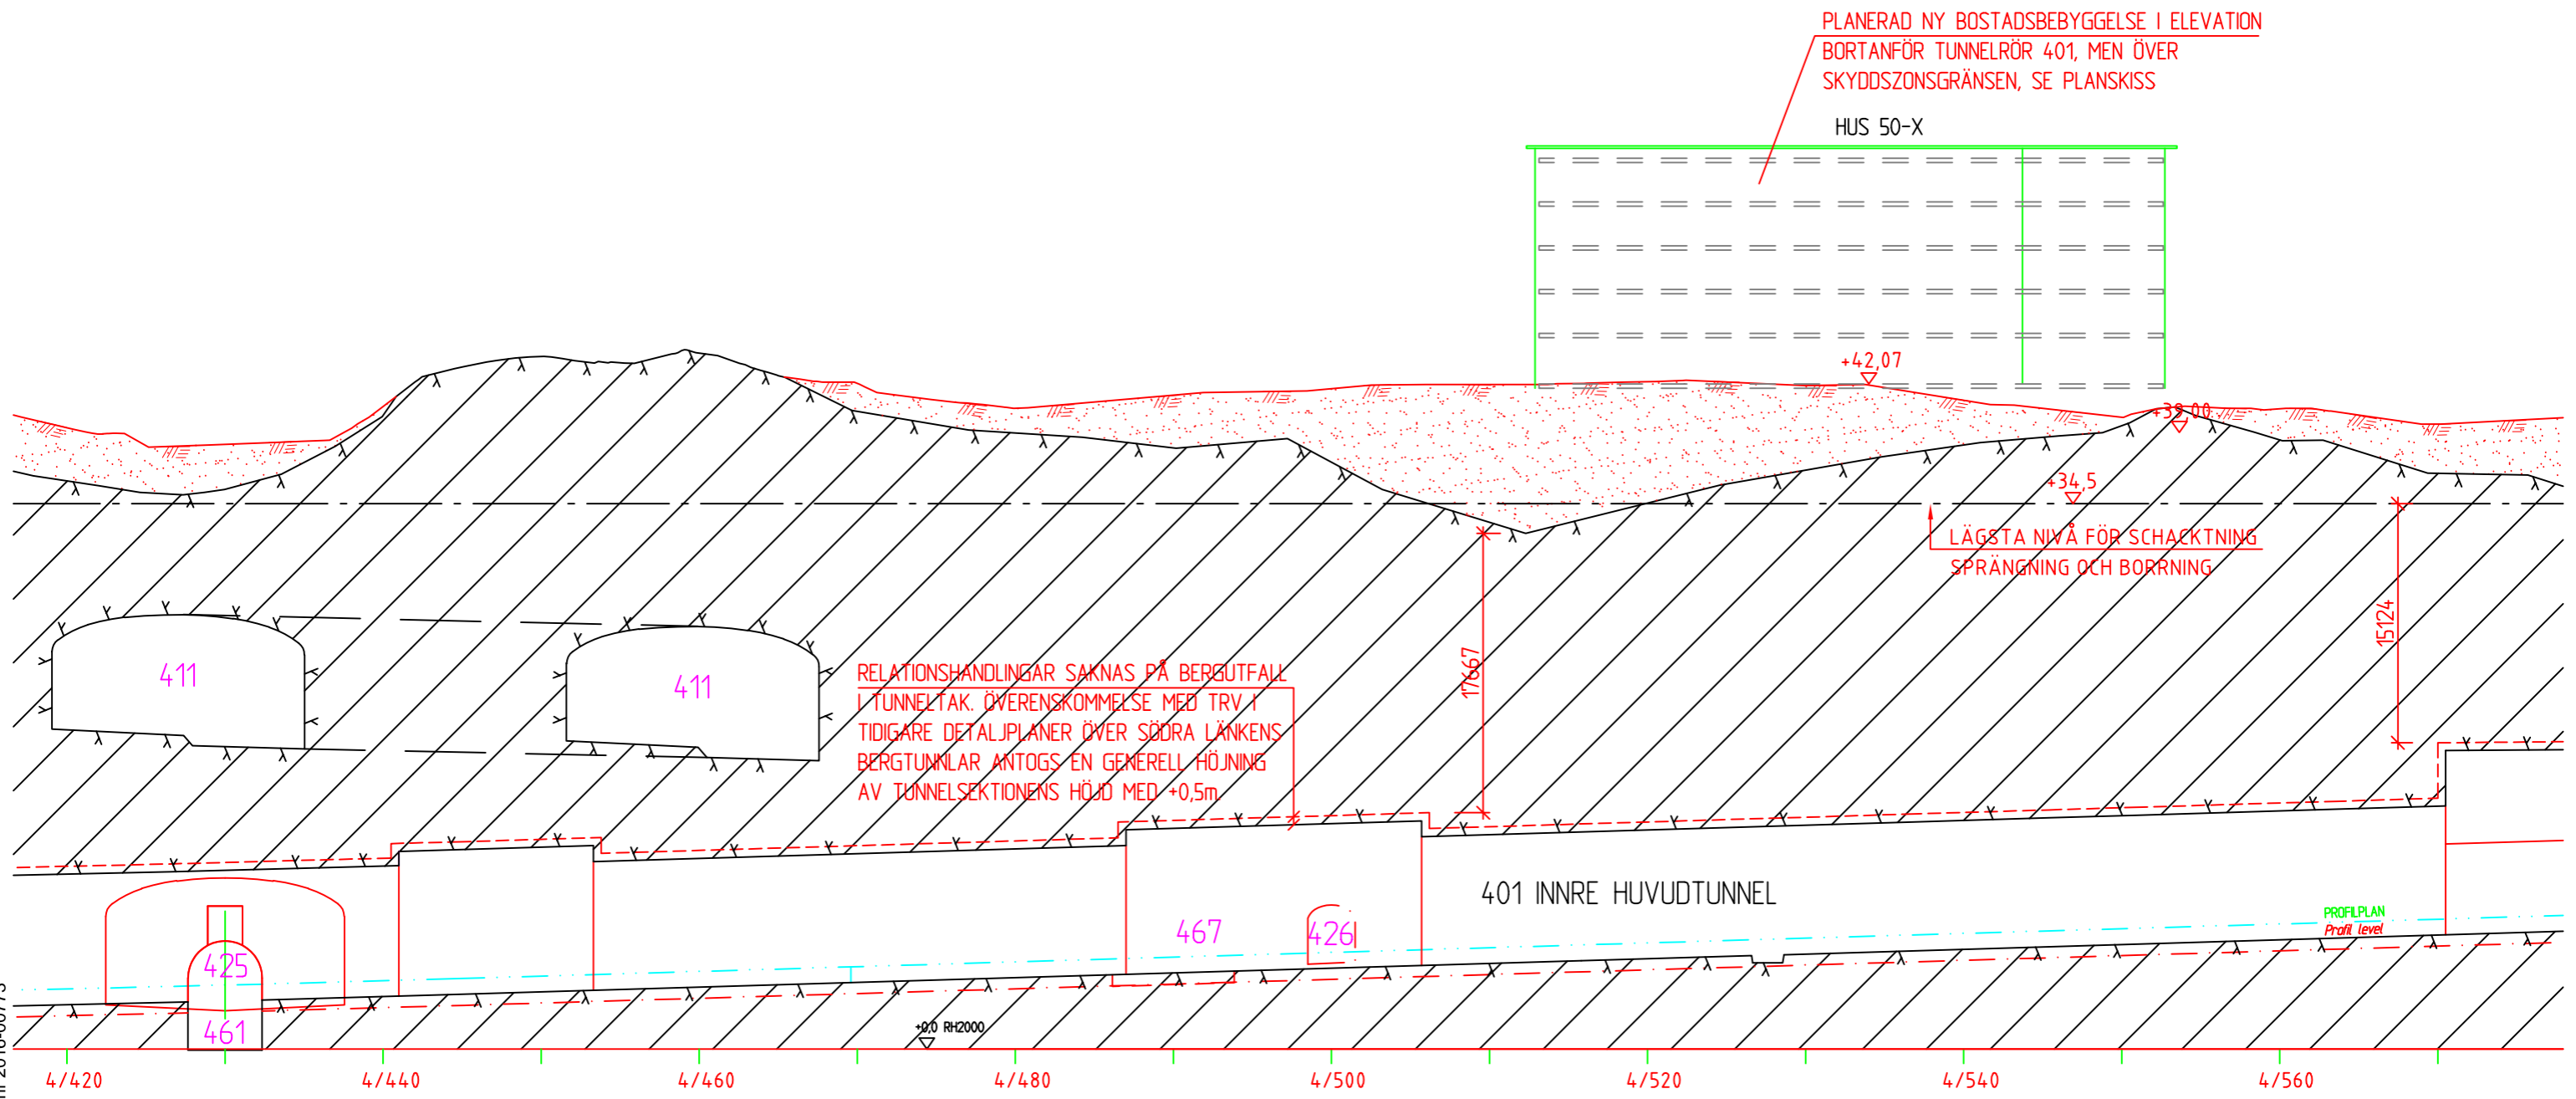 PLANERAD NY BOSTADSBEBYGGELSE I ELEVATION
BORTANFÖR TUNNELRÖR 401, MEN ÖVER
SKYDDSZONSGRÄNSEN, SE PLANSKISS
HUS 50-X
+42,07
+39,00
+34,5
LÄGSTA NIVÅ FÖR SCHACKTNING
SPRÄNGNING OCH BORRNING
15124
17667
411
411
RELATIONSHANDLINGAR SAKNAS PÅ BERGUTFALL
I TUNNELTAK. ÖVERENSKOMMELSE MED TRV I
TIDIGARE DETALJPLANER ÖVER SÖDRA LÄNKENS
BERGTUNNLAR ANTOGS EN GENERELL HÖJNING
AV TUNNELSEKTIONENS HÖJD MED +0,5m.
401 INNRE HUVUDTUNNEL
467
426
PROFILPLAN
Profil level
425
461
+0,0 RH2000
4/420
4/440
4/460
4/480
4/500
4/520
4/540
4/560